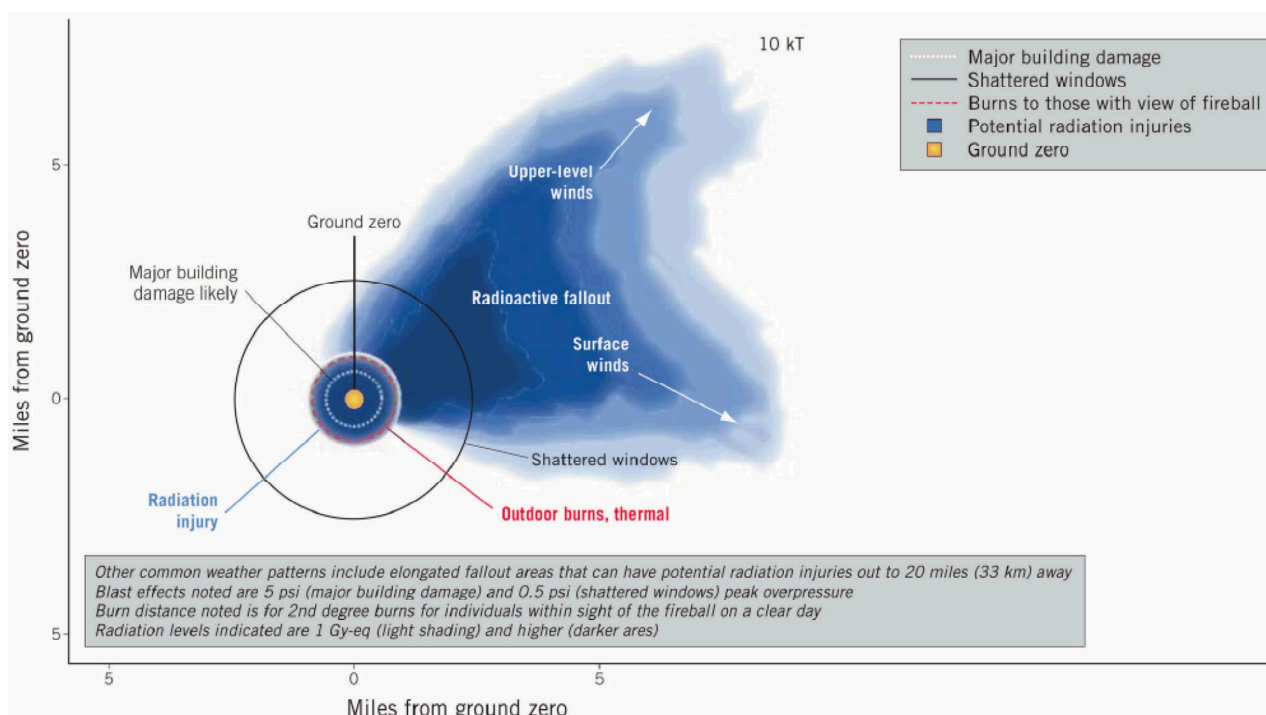 10 kT
Major building damage
Shattered windows
Burns to those with view of fireball
Potential radiation injuries
Ground zero
5
Upper-level
winds
Ground zero
Major building
damage likely
Radioactive fallout
Surface
winds
0
Miles from ground zero
Shattered windows
Radiation
injury
Outdoor burns, thermal
Other common weather patterns include elongated fallout areas that can have potential radiation injuries out to 20 miles (33 km) away
Blast effects noted are 5 psi (major building damage) and 0.5 psi (shattered windows) peak overpressure
Burn distance noted is for 2nd degree burns for individuals within sight of the fireball on a clear day
Radiation levels indicated are 1 Gy-eq (light shading) and higher (darker ares)
5
5
0
5
Miles from ground zero